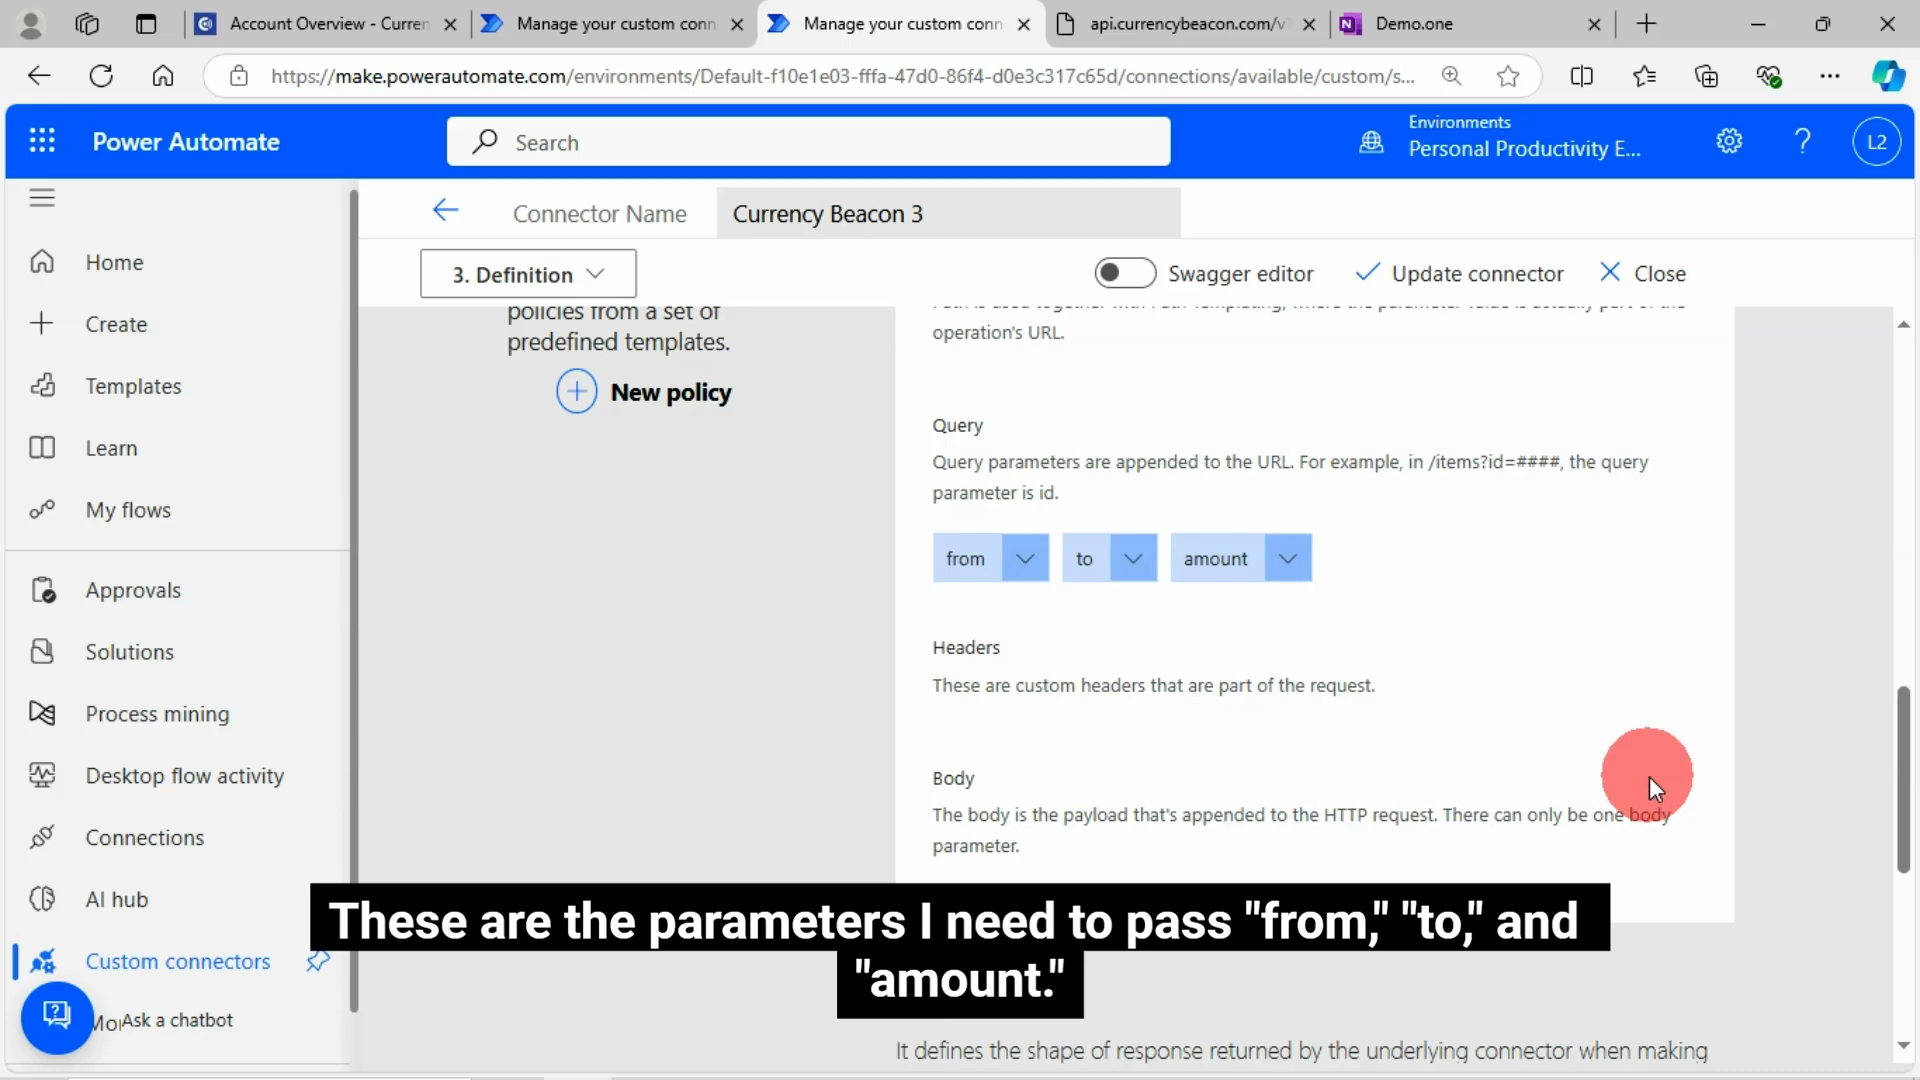 Account Overview - Curren
Manage your custom conn
Manage your custom conn
api.currencybeacon.com/v
Demo.one
https://make.powerautomate.com/environments/Default-f10e1e03-fffa-47d0-86f4-d0e3c317c65d/connections/available/custom/s...
Power Automate
Search
Environments
Personal Productivity E...
L2
Connector Name
Currency Beacon 3
3. Definition
Swagger editor
Update connector
Close
Home
Create
Templates
Learn
My flows
Approvals
Solutions
Process mining
Desktop flow activity
Connections
AI hub
Custom connectors
Ask a chatbot
policies from a set of
predefined templates.
New policy
operation's URL.
Query
Query parameters are appended to the URL. For example, in /items?id=####, the query
parameter is id.
from
to
amount
Headers
These are custom headers that are part of the request.
Body
The body is the payload that's appended to the HTTP request. There can only be one body
parameter.
These are the parameters I need to pass "from," "to," and
"amount."
It defines the shape of response returned by the underlying connector when making